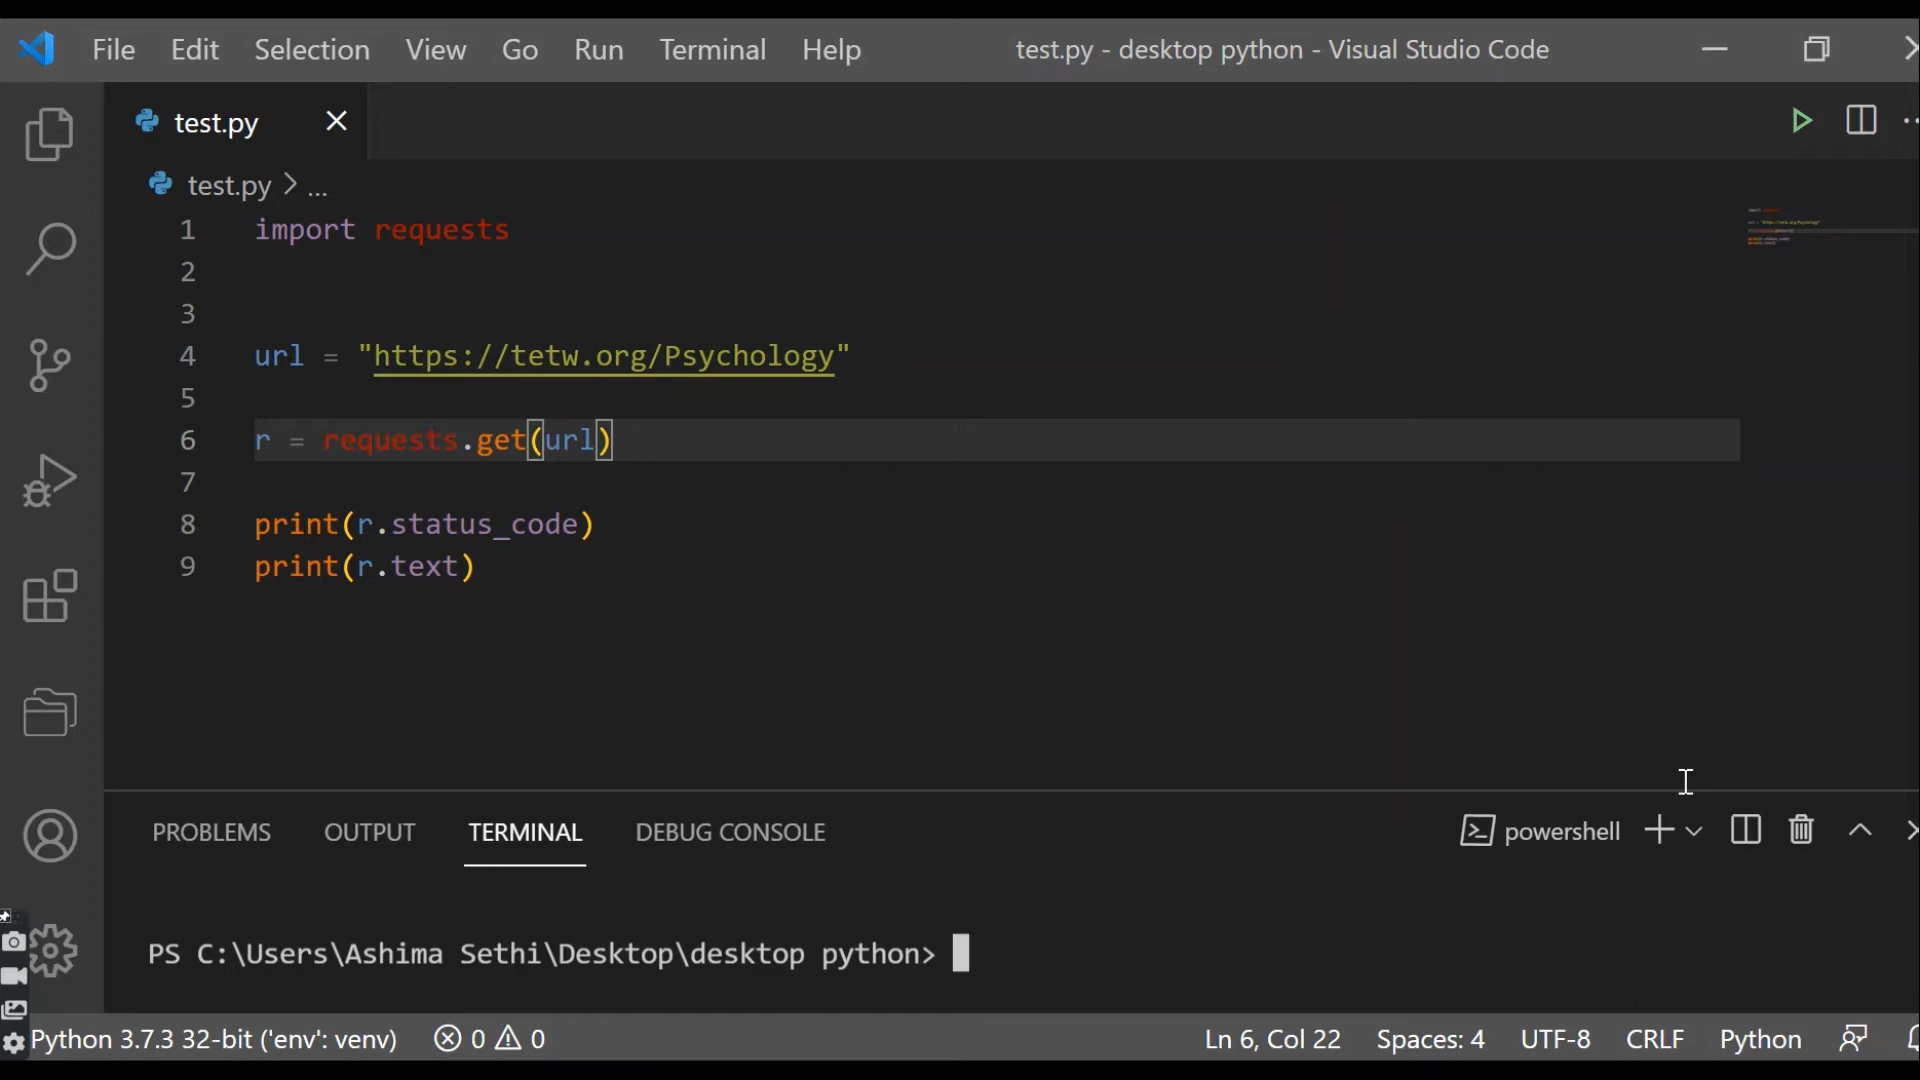 File Edit Selection View Go Run Terminal Help test.py - desktop python - Visual Studio Code
test.py
test.py > ...
1 import requests
2
3
4 url = "https://tetw.org/Psychology"
5
6 r = requests.get(url)
7
8 print(r.status_code)
9 print(r.text)
PROBLEMS OUTPUT TERMINAL DEBUG CONSOLE powershell
PS C:\Users\Ashima Sethi\Desktop\desktop python>
Python 3.7.3 32-bit ('env': venv) 0 0 Ln 6, Col 22 Spaces: 4 UTF-8 CRLF Python